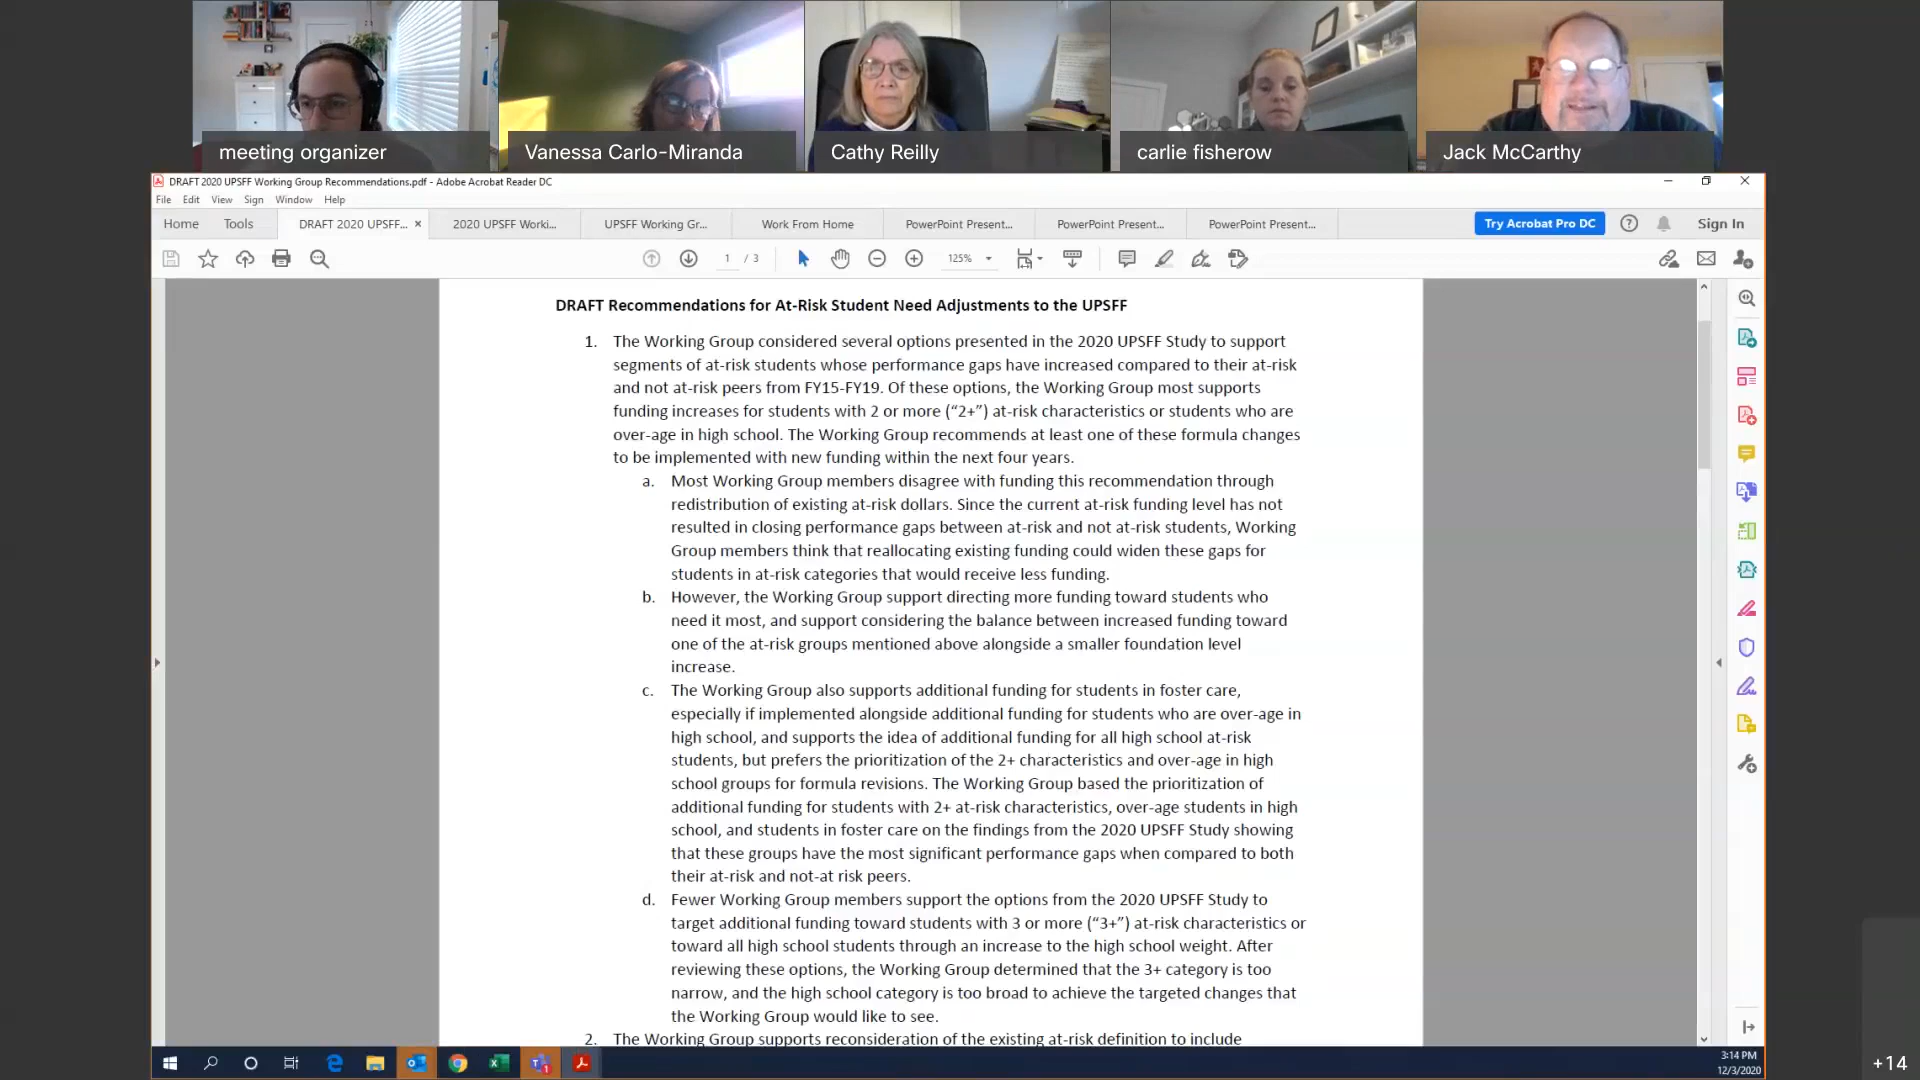 meeting organizer
Vanessa Carlo-Miranda
Cathy Reilly
carlie fisherow
Jack McCarthy
DRAFT 2020 UPSFF Working Group Recommendations.pdf - Adobe Acrobat Reader DC
File Edit View Sign Window Help
Home Tools DRAFT 2020 UPSFF... × 2020 UPSFF Worki... UPSFF Working Gr... Work From Home PowerPoint Present... PowerPoint Present... PowerPoint Present... Try Acrobat Pro DC Sign In
1 / 3 125%
DRAFT Recommendations for At-Risk Student Need Adjustments to the UPSFF
1. The Working Group considered several options presented in the 2020 UPSFF Study to support
segments of at-risk students whose performance gaps have increased compared to their at-risk
and not at-risk peers from FY15-FY19. Of these options, the Working Group most supports
funding increases for students with 2 or more (“2+”) at-risk characteristics or students who are
over-age in high school. The Working Group recommends at least one of these formula changes
to be implemented with new funding within the next four years.
a. Most Working Group members disagree with funding this recommendation through
redistribution of existing at-risk dollars. Since the current at-risk funding level has not
resulted in closing performance gaps between at-risk and not at-risk students, Working
Group members think that reallocating existing funding could widen these gaps for
students in at-risk categories that would receive less funding.
b. However, the Working Group support directing more funding toward students who
need it most, and support considering the balance between increased funding toward
one of the at-risk groups mentioned above alongside a smaller foundation level
increase.
c. The Working Group also supports additional funding for students in foster care,
especially if implemented alongside additional funding for students who are over-age in
high school, and supports the idea of additional funding for all high school at-risk
students, but prefers the prioritization of the 2+ characteristics and over-age in high
school groups for formula revisions. The Working Group based the prioritization of
additional funding for students with 2+ at-risk characteristics, over-age students in high
school, and students in foster care on the findings from the 2020 UPSFF Study showing
that these groups have the most significant performance gaps when compared to both
their at-risk and not-at risk peers.
d. Fewer Working Group members support the options from the 2020 UPSFF Study to
target additional funding toward students with 3 or more (“3+”) at-risk characteristics or
toward all high school students through an increase to the high school weight. After
reviewing these options, the Working Group determined that the 3+ category is too
narrow, and the high school category is too broad to achieve the targeted changes that
the Working Group would like to see.
2. The Working Group supports reconsideration of the existing at-risk definition to include
3:14 PM
12/3/2020
+14